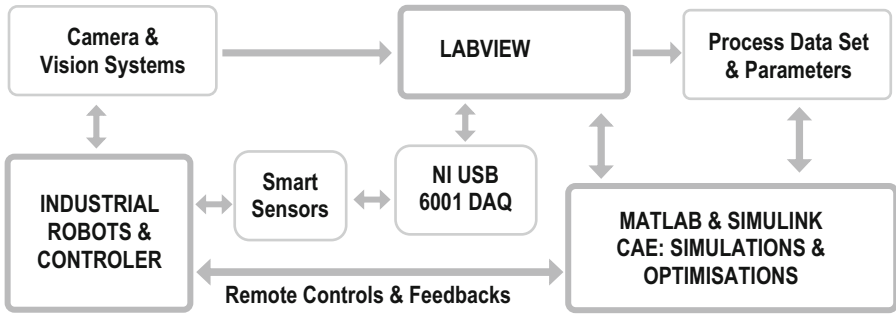 Camera &
Vision Systems
LABVIEW
Process Data Set
& Parameters
INDUSTRIAL
ROBOTS &
CONTROLER
Smart
Sensors
NI USB
6001 DAQ
MATLAB & SIMULINK
CAE: SIMULATIONS &
OPTIMISATIONS
Remote Controls & Feedbacks